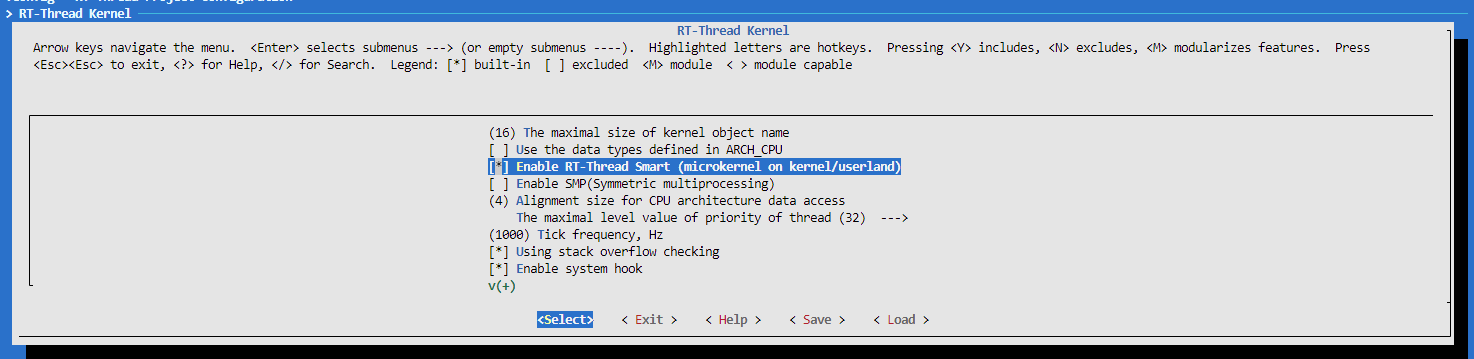 > RT-Thread Kernel
RT-Thread Kernel
Arrow keys navigate the menu.  <Enter> selects submenus ---> (or empty submenus ----).  Highlighted letters are hotkeys.  Pressing <Y> includes, <N> excludes, <M> modularizes features.  Press
<Esc><Esc> to exit, <?> for Help, </> for Search.  Legend: [*] built-in  [ ] excluded  <M> module  < > module capable
(16) The maximal size of kernel object name
[ ] Use the data types defined in ARCH_CPU
[*] Enable RT-Thread Smart (microkernel on kernel/userland)
[ ] Enable SMP(Symmetric multiprocessing)
(4) Alignment size for CPU architecture data access
The maximal level value of priority of thread (32)  --->
(1000) Tick frequency, Hz
[*] Using stack overflow checking
[*] Enable system hook
v(+)
<Select>    < Exit >    < Help >    < Save >    < Load >